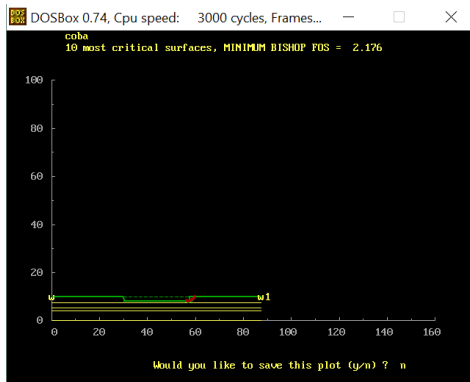 DOSBox 0.74, Cpu speed: 3000 cycles, Frames...
coba
10 most critical surfaces, MINIMUM BISHOP FOS = 2.176
100
80
60
40
20
w w1
0
0 20 40 60 80 100 120 140 160
Would you like to save this plot (y/n) ? n